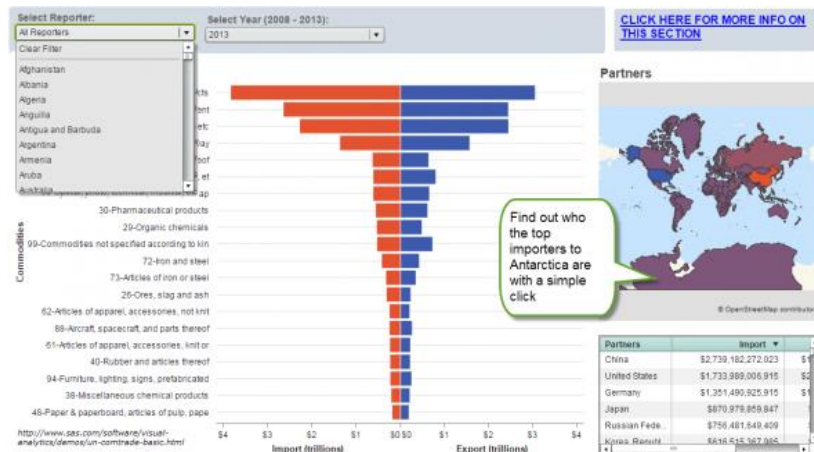 Select Reporter:
All Reporters
Clear Filter
Afghanistan
Albania
Algeria
Anguilla
Antigua and Barbuda
Argentina
Armenia
Aruba
Australia
Select Year (2008 - 2013):
2013
CLICK HERE FOR MORE INFO ON
THIS SECTION
Commodities
30-Pharmaceutical products
29-Organic chemicals
99-Commodities not specified according to kin
72-Iron and steel
73-Articles of iron or steel
26-Ores, slag and ash
62-Articles of apparel, accessories, not knit
88-Aircraft, spacecraft, and parts thereof
61-Articles of apparel, accessories, knit or
40-Rubber and articles thereof
94-Furniture, lighting, signs, prefabricated
38-Miscellaneous chemical products
48-Paper & paperboard, articles of pulp, pape
$4 $3 $2 $1 $0 $0 $1 $2 $3 $4
Import (trillions) Export (trillions)
http://www.sas.com/software/visual-
analytics/demos/un-comtrade-basic.html
Partners
Find out who
the top
importers to
Antarctica are
with a simple
click
© OpenStreetMap contributor
Partners Import
China $2,739,182,272,023
United States $1,733,989,006,915
Germany $1,351,490,925,915
Japan $870,979,859,847
Russian Fede... $756,481,649,409
Korea, Republ $616,515,367,985